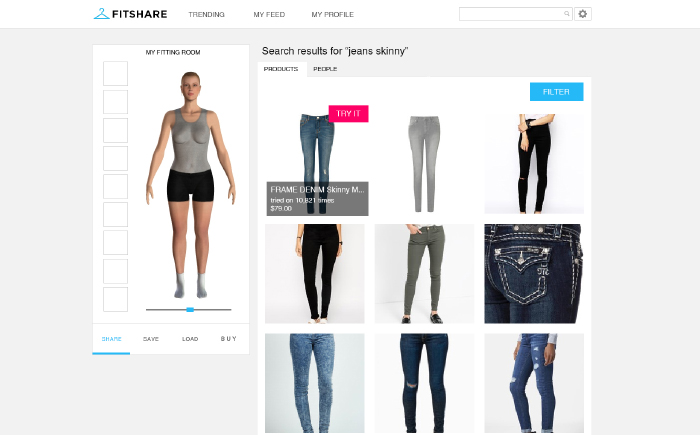 FITSHARE
TRENDING
MY FEED
MY PROFILE
MY FITTING ROOM
Search results for "jeans skinny"
PRODUCTS
PEOPLE
FILTER
TRY IT
FRAME DENIM Skinny M...
tried on 10,821 times
$79.00
SHARE
SAVE
LOAD
BUY